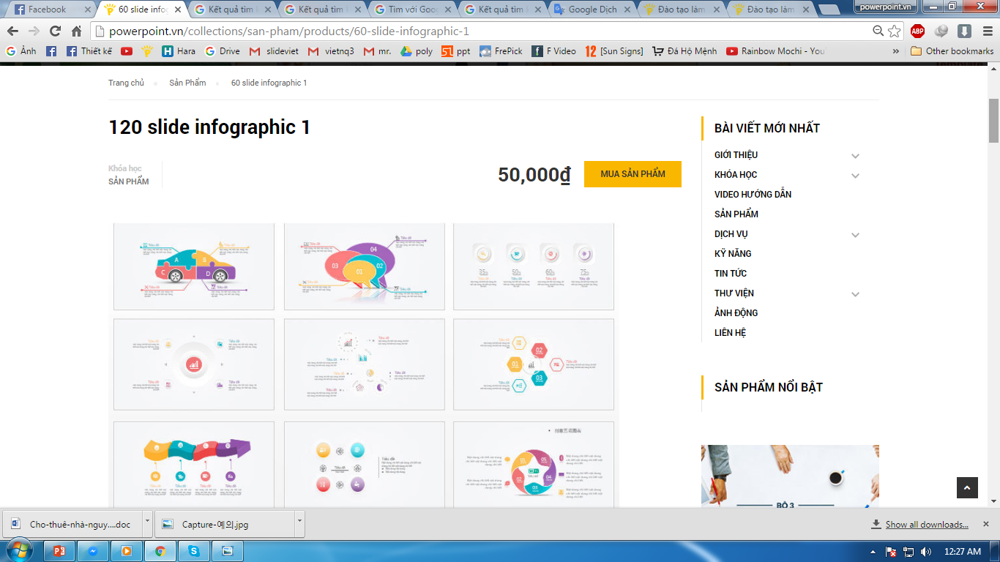 Facebook
60 slide infog
Kết quả tìm k
Kết quả tìm k
Tìm với Goo
Kết quả tìm k
Google Dịch
Đào tạo làm
Đào tạo làm
powerpoint.vn
powerpoint.vn/collections/san-pham/products/60-slide-infographic-1
ABP
Ảnh
Thiết kế
Hara
Drive
slideviet
vietnq3
mr.
poly
ppt
FrePick
F Video
[Sun Signs]
Đá Hộ Mệnh
Rainbow Mochi - You
Other bookmarks
Trang chủ
Sản Phẩm
60 slide infographic 1
120 slide infographic 1
Khóa học
SẢN PHẨM
50,000₫
MUA SẢN PHẨM
BÀI VIẾT MỚI NHẤT
GIỚI THIỆU
KHÓA HỌC
VIDEO HƯỚNG DẪN
SẢN PHẨM
DỊCH VỤ
KỸ NĂNG
TIN TỨC
THƯ VIỆN
ẢNH ĐỘNG
LIÊN HỆ
SẢN PHẨM NỔI BẬT
A
B
C
D
04
03
02
01
35%
50%
60%
75%
Tiêu đề
02
01
03
Tiêu đề
01
05
02
04
03
BỘ 3
Cho-thuê-nhà-nguy....doc
Capture-예의.jpg
Show all downloads...
12:27 AM